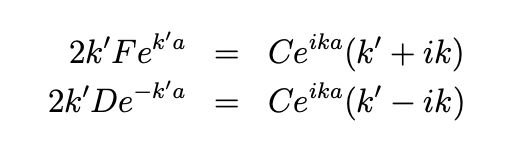 2k′Fe^{k′a} = Ce^{ika}(k′ + ik)
2k′De^{−k′a} = Ce^{ika}(k′ − ik)